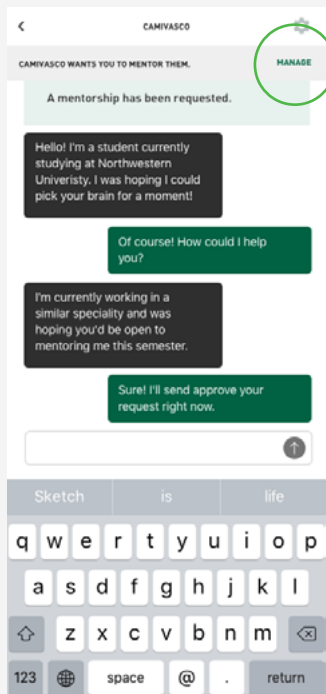 CAMIVASCO
CAMIVASCO WANTS YOU TO MENTOR THEM.
MANAGE
A mentorship has been requested.
Hello! I'm a student currently
studying at Northwestern
Univeristy. I was hoping I could
pick your brain for a moment!
Of course! How could I help
you?
I'm currently working in a
similar speciality and was
hoping you'd be open to
mentoring me this semester.
Sure! I'll send approve your
request right now.
Sketch is life
q w e r t y u i o p
a s d f g h j k l
z x c v b n m
123 space @ . return